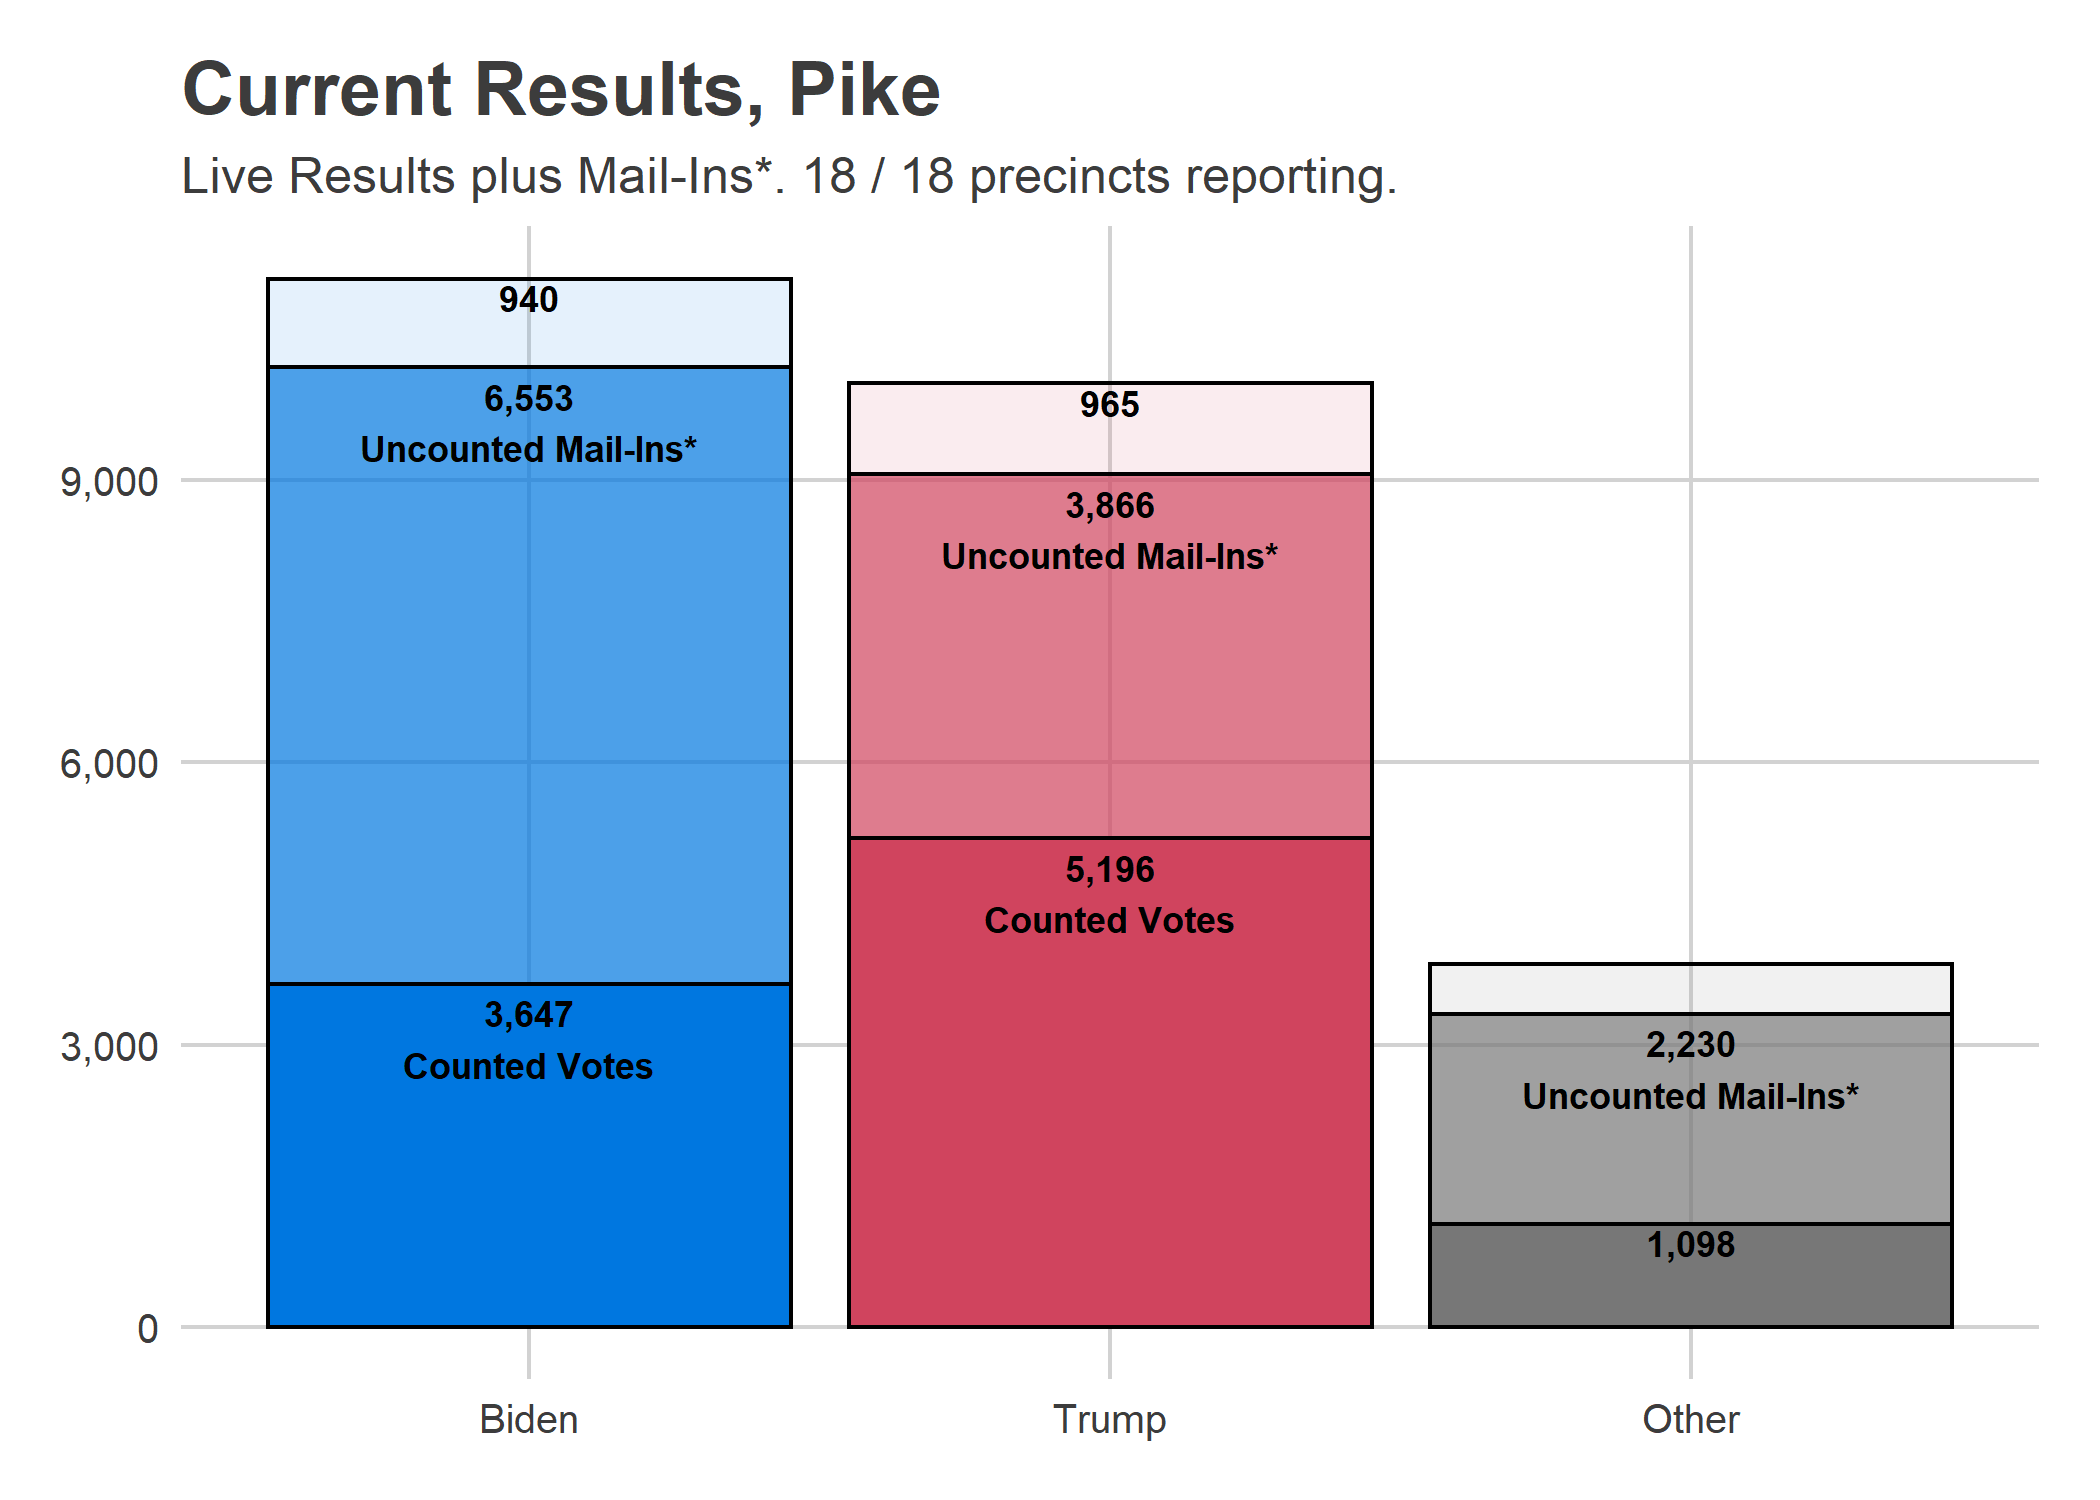 Current Results, Pike
Live Results plus Mail-Ins*. 18 / 18 precincts reporting.
940
6,553
Uncounted Mail-Ins*
3,647
Counted Votes
965
3,866
Uncounted Mail-Ins*
5,196
Counted Votes
2,230
Uncounted Mail-Ins*
1,098
9,000
6,000
3,000
0
Biden
Trump
Other